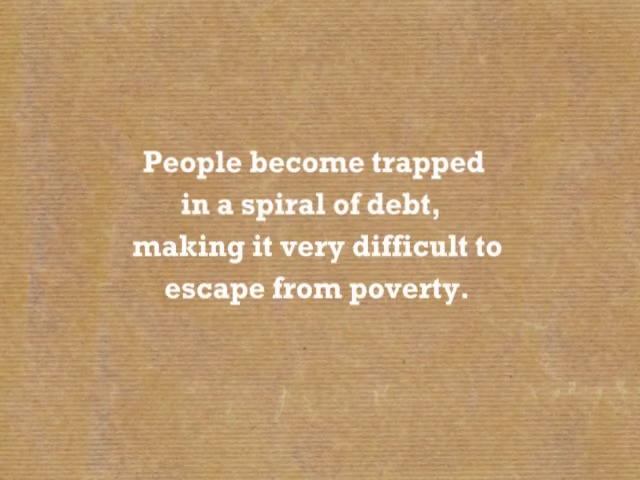 People become trapped
in a spiral of debt,
making it very difficult to
escape from poverty.